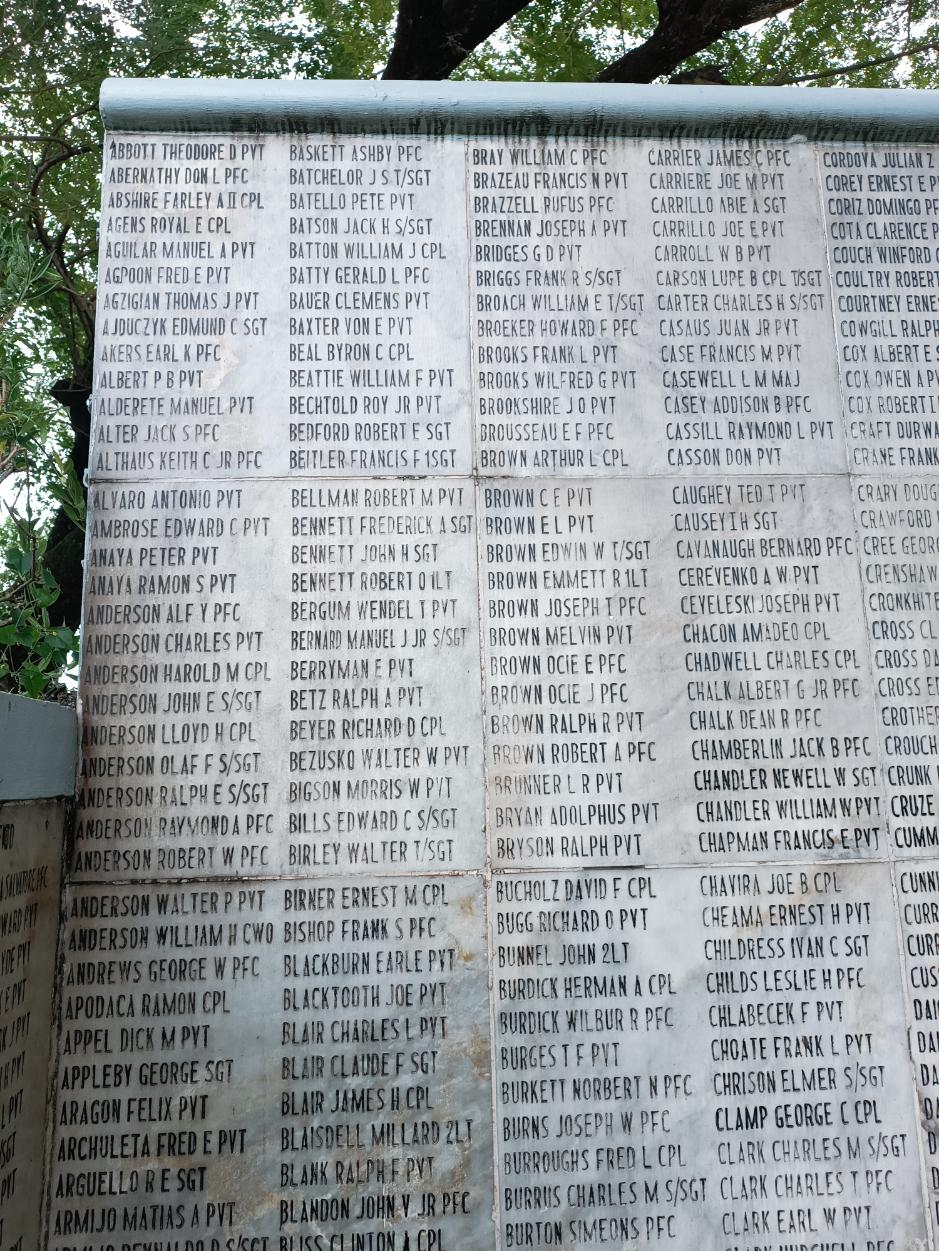 ABBOTT THEODORE D PVT
ABERNATHY DON L PFC
ABSHIRE FARLEY A II CPL
AGENS ROYAL E CPL
AGUILAR MANUEL A PVT
AGPOON FRED E PVT
AGZIGIAN THOMAS J PVT
AJDUCZYK EDMUND C SGT
AKERS EARL K PFC
ALBERT P B PVT
ALDERETE MANUEL PVT
ALTER JACK S PFC
ALTHAUS KEITH C JR PFC
ALVARO ANTONIO PVT
AMBROSE EDWARD C PVT
ANAYA PETER PVT
ANAYA RAMON S PVT
ANDERSON ALF Y PFC
ANDERSON CHARLES PVT
ANDERSON HAROLD M CPL
ANDERSON JOHN E S/SGT
ANDERSON LLOYD H CPL
ANDERSON OLAF F S/SGT
ANDERSON RALPH E S/SGT
ANDERSON RAYMOND A PFC
ANDERSON ROBERT W PFC
ANDERSON WALTER P PVT
ANDERSON WILLIAM H CWO
ANDREWS GEORGE W PFC
APODACA RAMON CPL
APPEL DICK M PVT
APPLEBY GEORGE SGT
ARAGON FELIX PVT
ARCHULETA FRED E PVT
ARGUELLO R E SGT
ARMIJO MATIAS A PVT
BASKETT ASHBY PFC
BATCHELOR J S T/SGT
BATELLO PETE PVT
BATSON JACK H S/SGT
BATTON WILLIAM J CPL
BATTY GERALD L PFC
BAUER CLEMENS PVT
BAXTER VON E PVT
BEAL BYRON C CPL
BEATTIE WILLIAM F PVT
BECHTOLD ROY JR PVT
BEDFORD ROBERT E SGT
BEITLER FRANCIS F 1SGT
BELLMAN ROBERT M PVT
BENNETT FREDERICK A SGT
BENNETT JOHN H SGT
BENNETT ROBERT O 1LT
BERGUM WENDEL T PVT
BERNARD MANUEL J JR S/SGT
BERRYMAN E PVT
BETZ RALPH A PVT
BEYER RICHARD D CPL
BEZUSKO WALTER W PVT
BIGSON MORRIS W PVT
BILLS EDWARD C S/SGT
BIRLEY WALTER T/SGT
BIRNER ERNEST M CPL
BISHOP FRANK S PFC
BLACKBURN EARLE PVT
BLACKTOOTH JOE PVT
BLAIR CHARLES L PVT
BLAIR CLAUDE F SGT
BLAIR JAMES H CPL
BLAISDELL MILLARD 2LT
BLANK RALPH F PVT
BLANDON JOHN V JR PFC
BLISS CLINTON A CPL
BRAY WILLIAM C PFC
BRAZEAU FRANCIS N PVT
BRAZZELL RUFUS PFC
BRENNAN JOSEPH A PVT
BRIDGES G D PVT
BRIGGS FRANK R S/SGT
BROACH WILLIAM E T/SGT
BROEKER HOWARD F PFC
BROOKS FRANK L PVT
BROOKS WILFRED G PVT
BROOKSHIRE J O PVT
BROUSSEAU E F PFC
BROWN ARTHUR L CPL
BROWN C E PVT
BROWN E L PVT
BROWN EDWIN W T/SGT
BROWN EMMETT R 1LT
BROWN JOSEPH T PFC
BROWN MELVIN PVT
BROWN OCIE E PFC
BROWN OCIE J PFC
BROWN RALPH R PVT
BROWN ROBERT A PFC
BRUNNER L R PVT
BRYAN ADOLPHUS PVT
BRYSON RALPH PVT
BUCHOLZ DAVID F CPL
BUGG RICHARD O PVT
BUNNEL JOHN 2LT
BURDICK HERMAN A CPL
BURDICK WILBUR R PFC
BURGES T F PVT
BURKETT NORBERT N PFC
BURNS JOSEPH W PFC
BURROUGHS FRED L CPL
BURRUS CHARLES M S/SGT
BURTON SIMEONS PFC
CARRIER JAMES C PFC
CARRIERE JOE M PVT
CARRILLO ABIE A SGT
CARRILLO JOE E PVT
CARROLL W B PVT
CARSON LUPE B CPL T/SGT
CARTER CHARLES H S/SGT
CASAUS JUAN JR PVT
CASE FRANCIS M PVT
CASEWELL L M MAJ
CASEY ADDISON B PFC
CASSILL RAYMOND L PVT
CASSON DON PVT
CAUGHEY TED T PVT
CAUSEY I H SGT
CAVANAUGH BERNARD PFC
CEREVENKO A W PVT
CEVELESKI JOSEPH PVT
CHACON AMADEO CPL
CHADWELL CHARLES CPL
CHALK ALBERT G JR PFC
CHALK DEAN R PFC
CHAMBERLIN JACK B PFC
CHANDLER NEWELL W SGT
CHANDLER WILLIAM W PVT
CHAPMAN FRANCIS E PVT
CHAVIRA JOE B CPL
CHEAMA ERNEST H PVT
CHILDRESS IVAN C SGT
CHILDS LESLIE H PFC
CHLABECEK F PVT
CHOATE FRANK L PVT
CHRISON ELMER S/SGT
CLAMP GEORGE C CPL
CLARK CHARLES M S/SGT
CLARK CHARLES T PFC
CLARK EARL W PVT
CORDOVA JULIAN Z
COREY ERNEST E
CORIZ DOMINGO
COTA CLARENCE
COUCH WINFORD
COULTRY ROBERT
COURTNEY
COWGILL RALPH
COX ALBERT E
COX OWEN A
COX ROBERT
CRAFT
CRANE FRANK
CRARY
CRAWFORD
CREE
CRENSHAW
CRONKHITE
CROSS
CROSS
CROSS
CROUCH
CRUNK
CRUZE